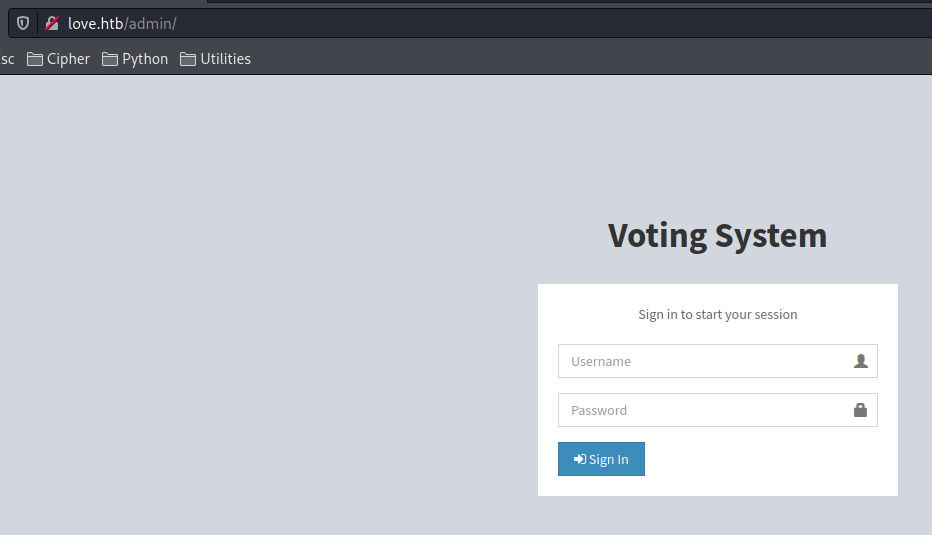 love.htb/admin/
sc Cipher Python Utilities
Voting System
Sign in to start your session
Username
Password
Sign In